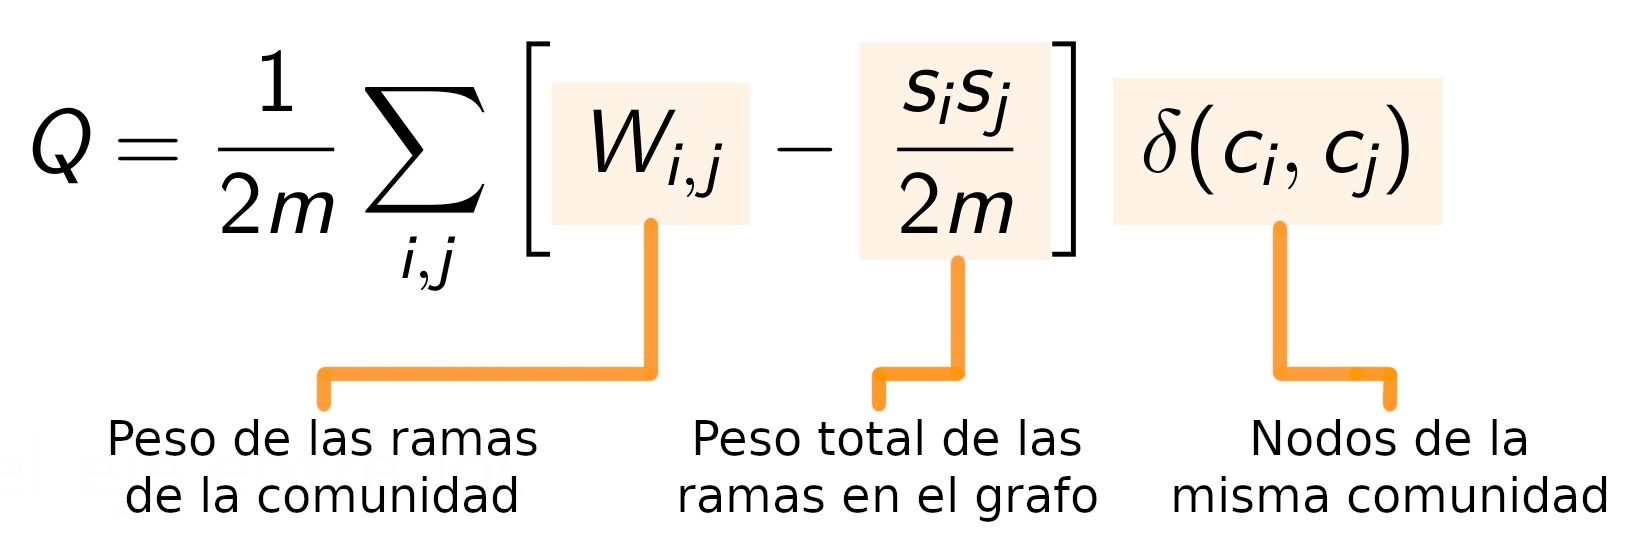 Q = \frac{1}{2m} \sum_{i,j} \left[ W_{i,j} - \frac{s_i s_j}{2m} \right] \delta(c_i, c_j)
Peso de las ramas
de la comunidad
Peso total de las
ramas en el grafo
Nodos de la
misma comunidad